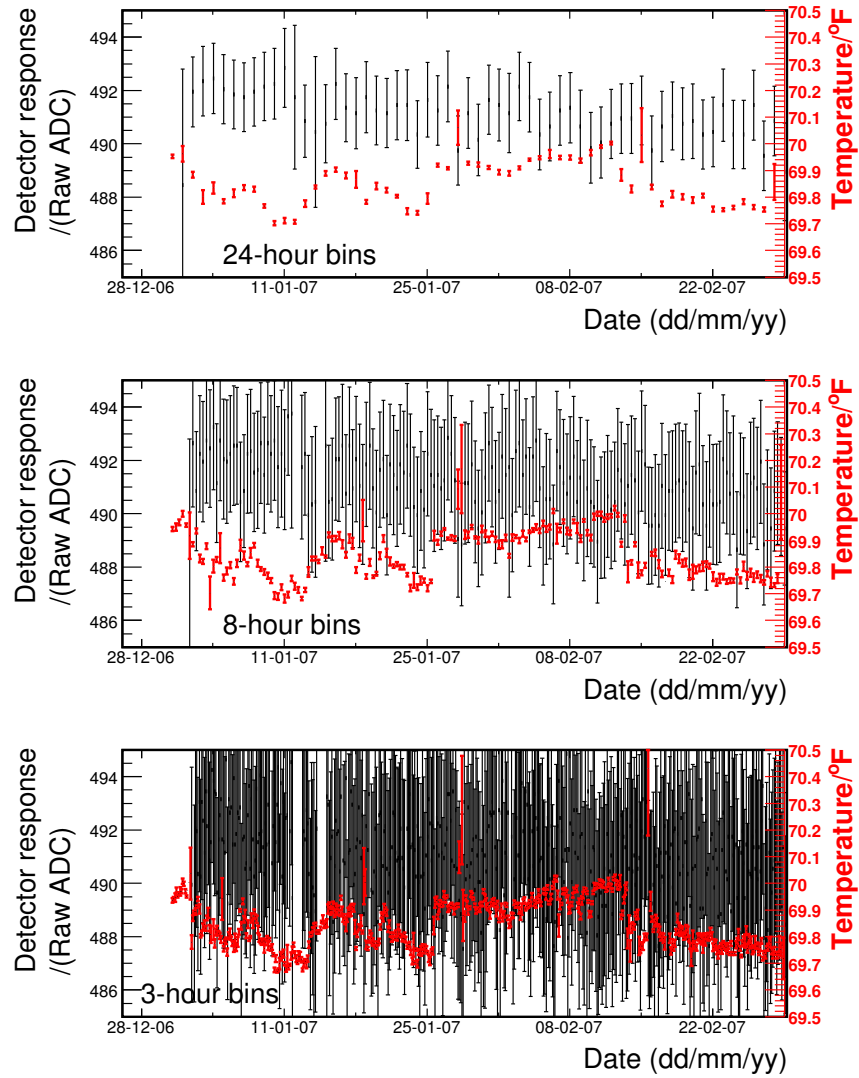 Detector response
/(Raw ADC)
494
492
490
488
486
70.5
70.4
70.3
70.2
70.1
70
69.9
69.8
69.7
69.6
69.5
Temperature/°F
24-hour bins
28-12-06 11-01-07 25-01-07 08-02-07 22-02-07
Date (dd/mm/yy)
Detector response
/(Raw ADC)
494
492
490
488
486
70.5
70.4
70.3
70.2
70.1
70
69.9
69.8
69.7
69.6
69.5
Temperature/°F
8-hour bins
28-12-06 11-01-07 25-01-07 08-02-07 22-02-07
Date (dd/mm/yy)
Detector response
/(Raw ADC)
494
492
490
488
486
70.5
70.4
70.3
70.2
70.1
70
69.9
69.8
69.7
69.6
69.5
Temperature/°F
3-hour bins
28-12-06 11-01-07 25-01-07 08-02-07 22-02-07
Date (dd/mm/yy)